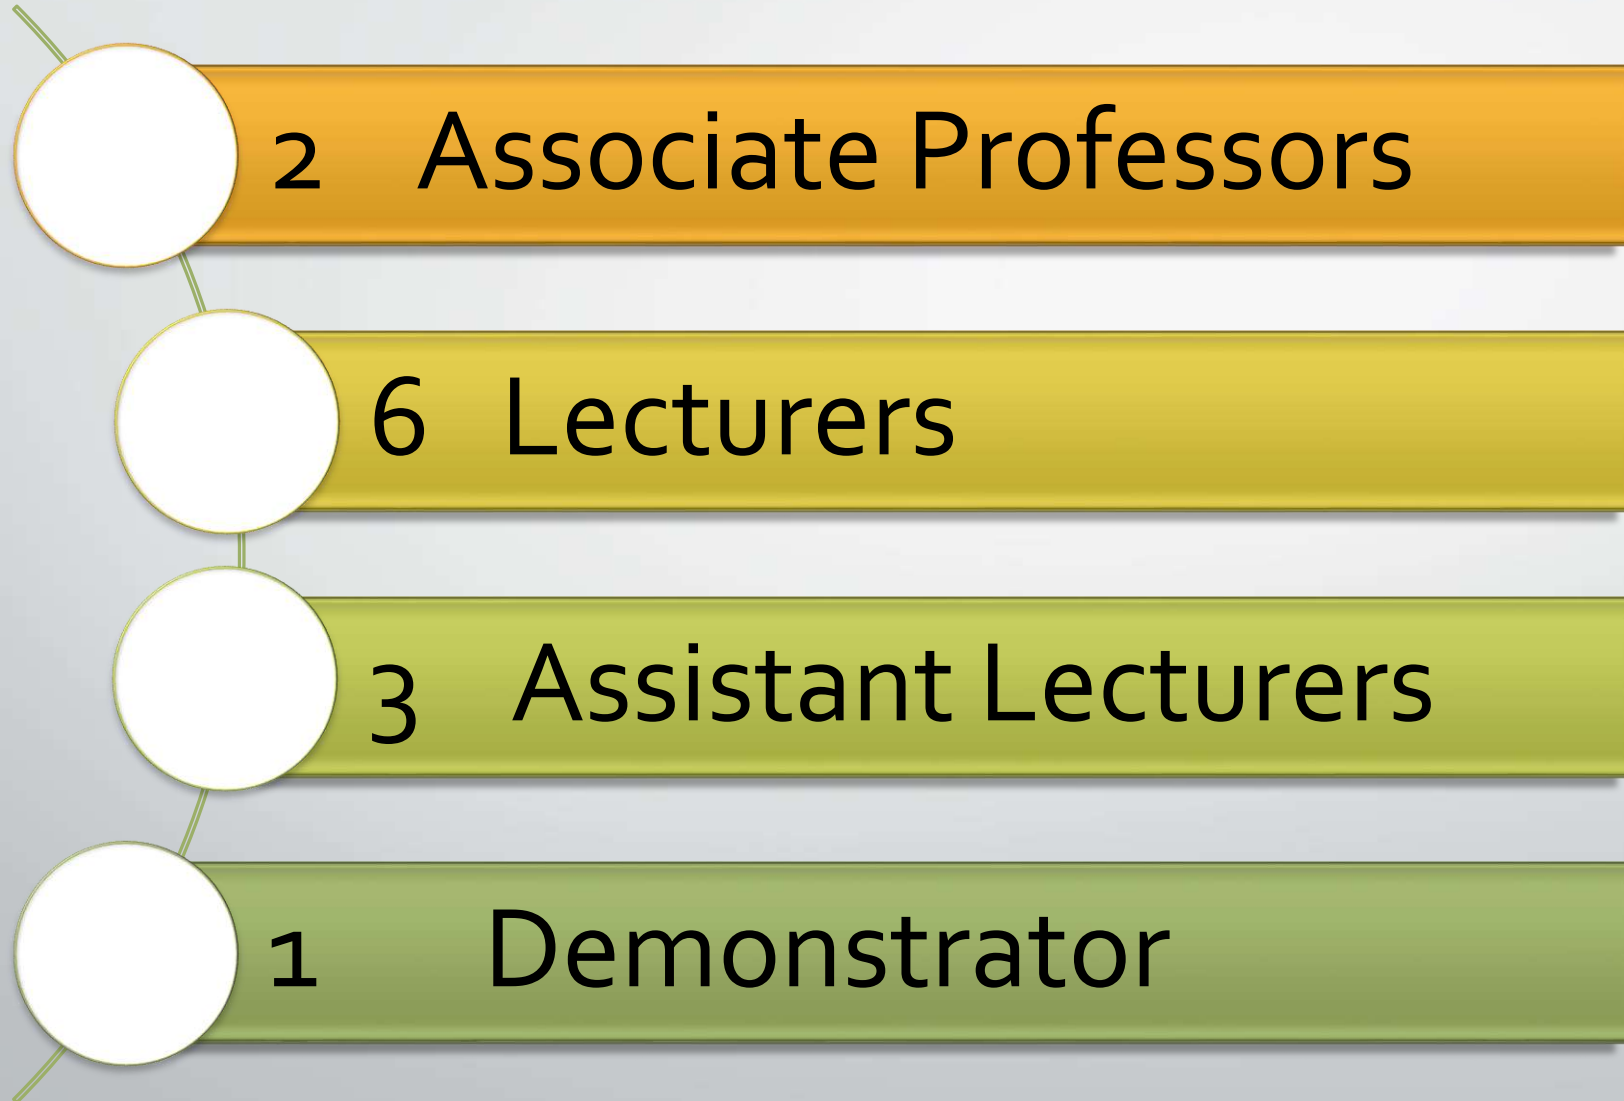 2 Associate Professors
6 Lecturers
3 Assistant Lecturers
1 Demonstrator